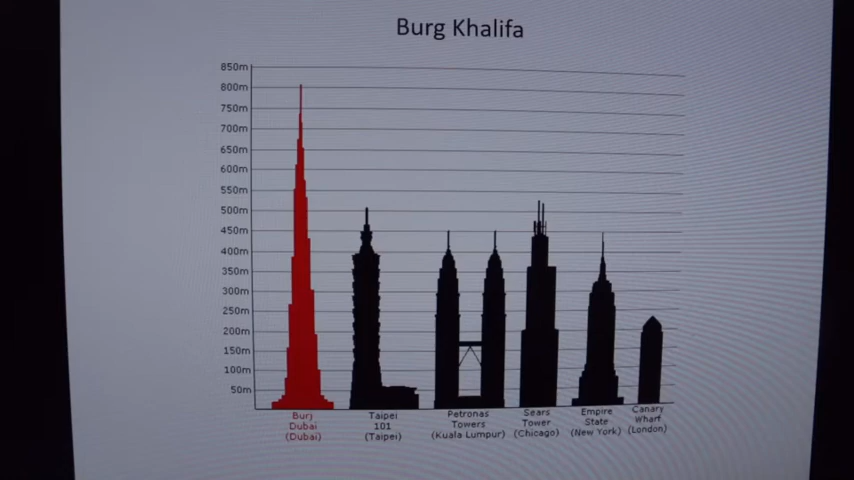 Burg Khalifa
850m
800m
750m
700m
650m
600m
550m
500m
450m
400m
350m
300m
250m
200m
150m
100m
50m
Burj
Dubai
(Dubai)
Taipei
101
(Taipei)
Petronas
Towers
(Kuala Lumpur)
Sears
Tower
(Chicago)
Empire
State
(New York)
Canary
Wharf
(London)